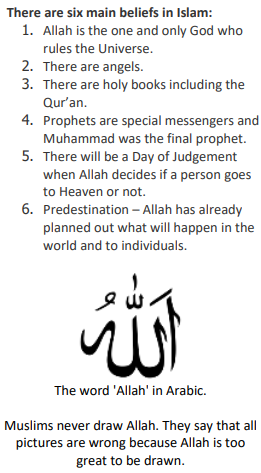 There are six main beliefs in Islam:
1. Allah is the one and only God who
rules the Universe.
2. There are angels.
3. There are holy books including the
Qur’an.
4. Prophets are special messengers and
Muhammad was the final prophet.
5. There will be a Day of Judgement
when Allah decides if a person goes
to Heaven or not.
6. Predestination – Allah has already
planned out what will happen in the
world and to individuals.
الله
The word 'Allah' in Arabic.
Muslims never draw Allah. They say that all
pictures are wrong because Allah is too
great to be drawn.